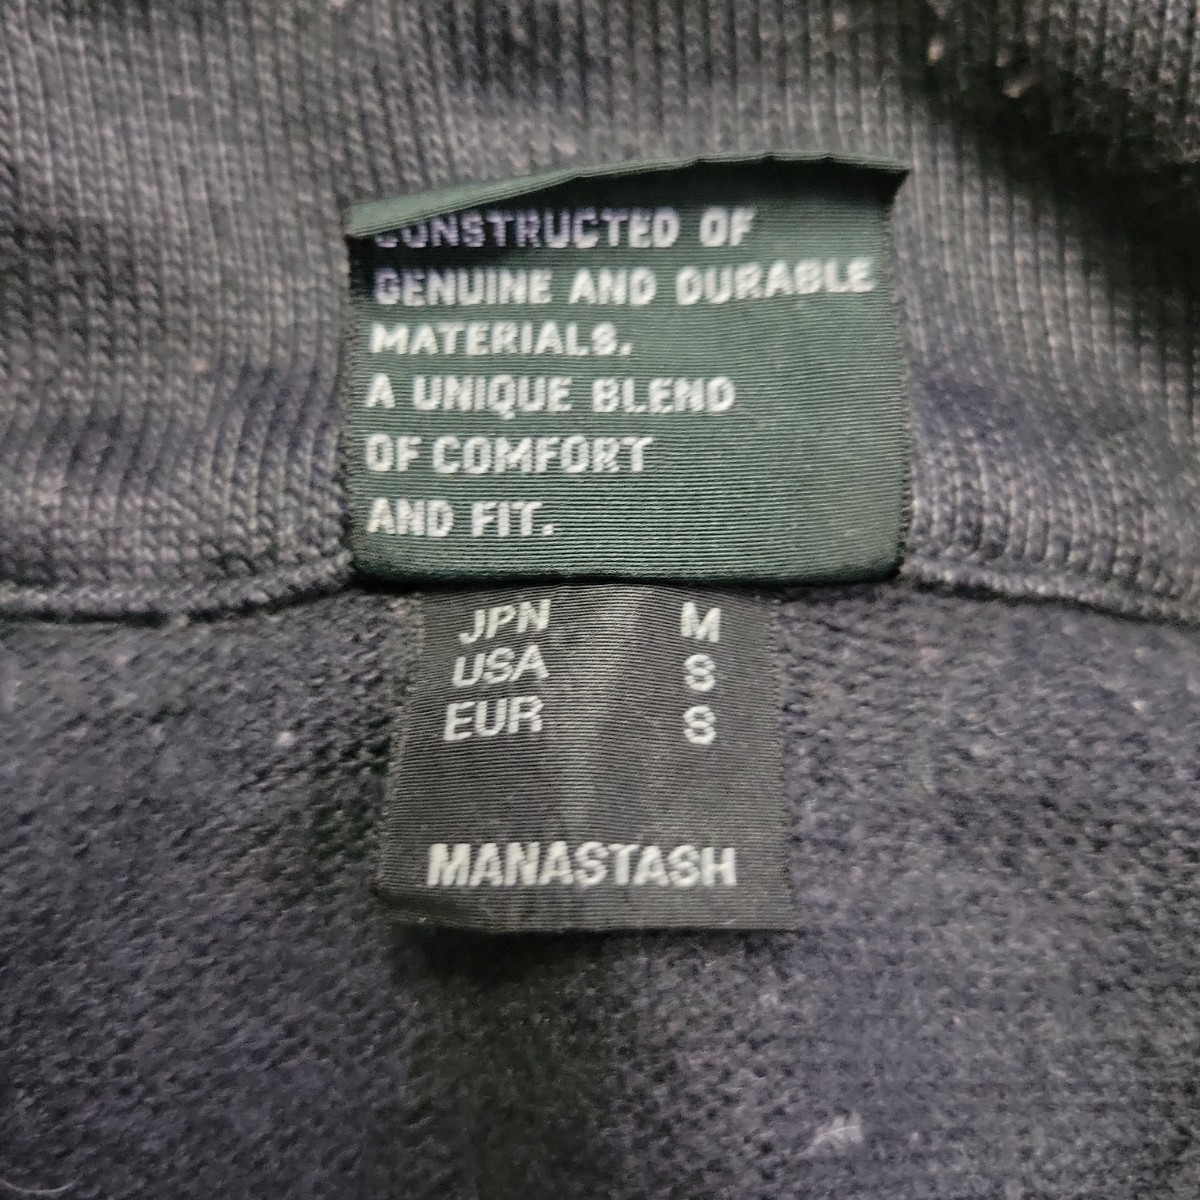 CONSTRUCTED OF
GENUINE AND DURABLE
MATERIALS.
A UNIQUE BLEND
OF COMFORT
AND FIT.
JPN M
USA S
EUR S
MANASTASH